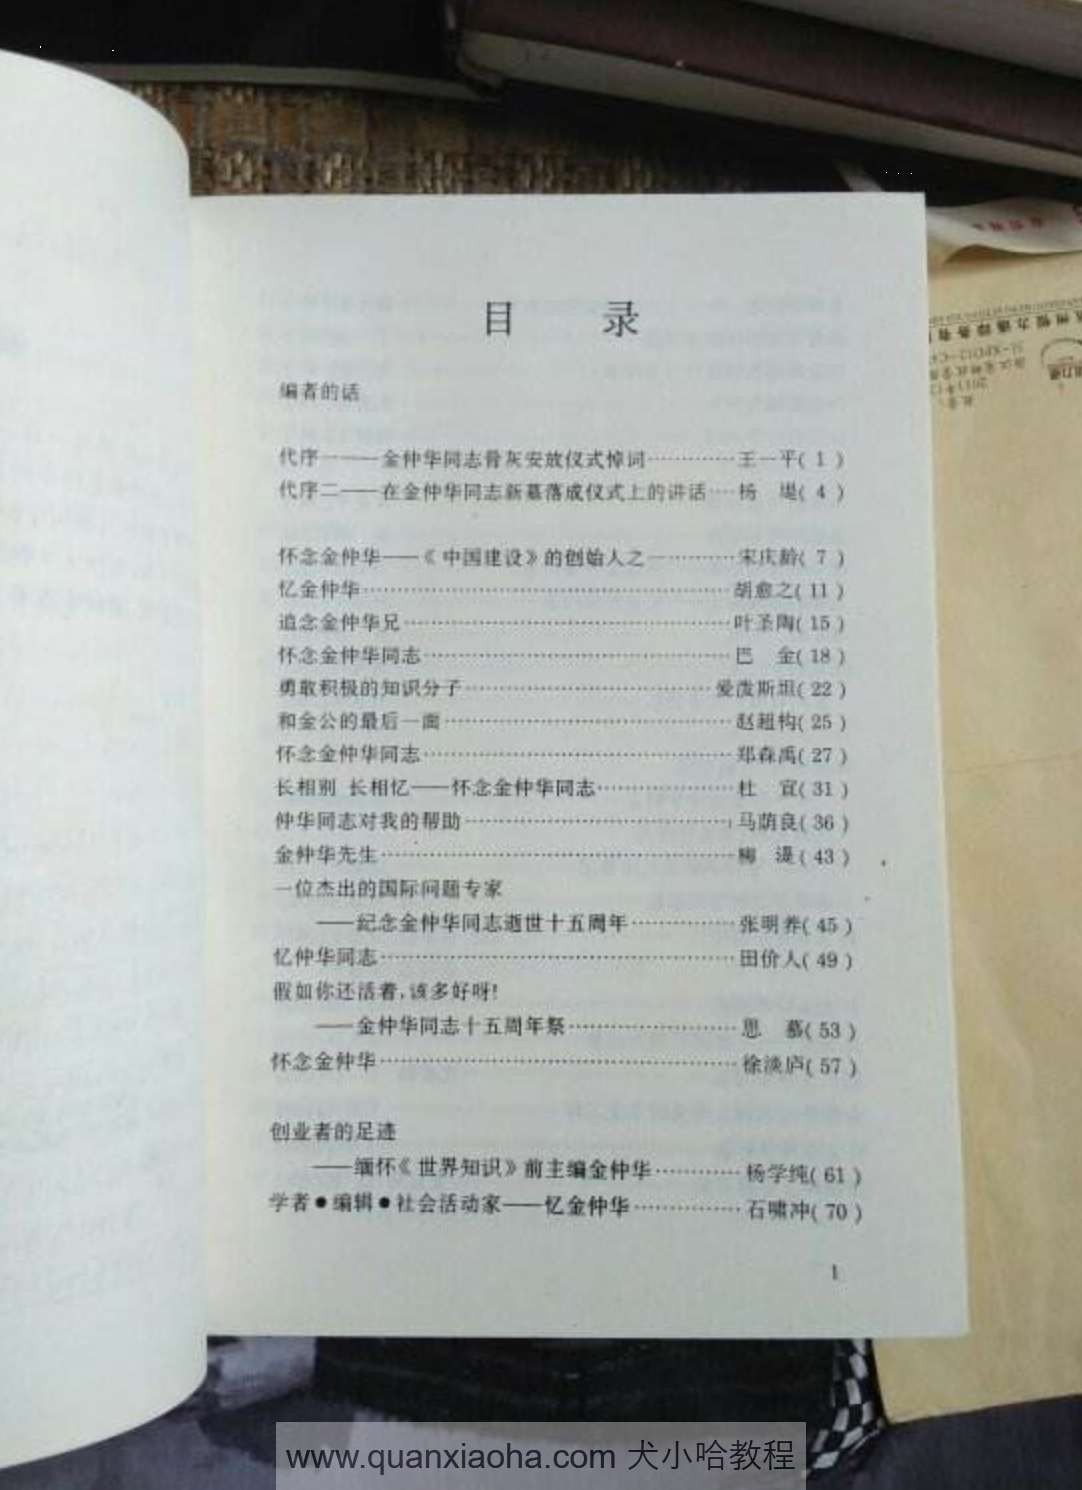 目 录
编者的话
代序一——金仲华同志骨灰安放仪式悼词…………王一平( 1 )
代序二——在金仲华同志新墓落成仪式上的讲话…杨 堤( 4 )
怀念金仲华——《中国建设》的创始人之一…………宋庆龄( 7 )
忆金仲华……………………………………………胡愈之( 11 )
追念金仲华兄………………………………………叶圣陶( 15 )
怀念金仲华同志……………………………………巴 金( 18 )
勇敢积极的知识分子………………………………爱泼斯坦( 22 )
和金公的最后一面…………………………………赵超构( 25 )
怀念金仲华同志……………………………………郑森禹( 27 )
长相别 长相忆——怀念金仲华同志………………杜 宣( 31 )
仲华同志对我的帮助………………………………马荫良( 36 )
金仲华先生…………………………………………梅 湜( 43 )
一位杰出的国际问题专家
——纪念金仲华同志逝世十五周年……………张明养( 45 )
忆仲华同志…………………………………………田价人( 49 )
假如你还活着,该多好呀!
——金仲华同志十五周年祭……………………思 慕( 53 )
怀念金仲华…………………………………………徐淡庐( 57 )
创业者的足迹
——缅怀《世界知识》前主编金仲华…………杨学纯( 61 )
学者●编辑●社会活动家——忆金仲华……………石啸冲( 70 )
1
www.quanxiaoha.com 犬小哈教程